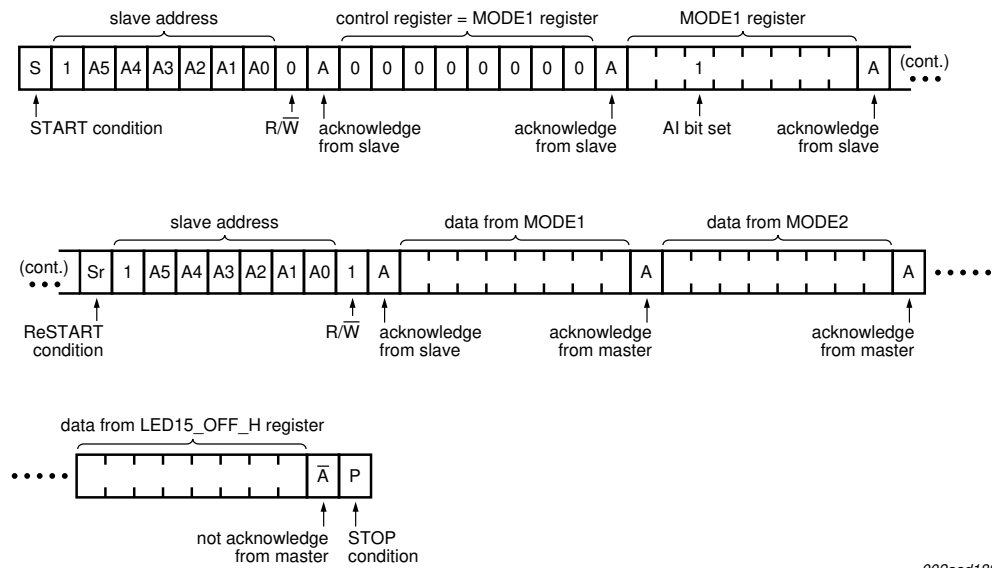 slave address control register = MODE1 register MODE1 register
S 1 A5 A4 A3 A2 A1 A0 0 A 0 0 0 0 0 0 0 0 A 1 A (cont.)
START condition R/W̅ acknowledge from slave acknowledge from slave AI bit set acknowledge from slave
slave address data from MODE1 data from MODE2
(cont.) Sr 1 A5 A4 A3 A2 A1 A0 1 A A A
ReSTART condition R/W̅ acknowledge from slave acknowledge from master acknowledge from master
data from LED15_OFF_H register
A̅ P
not acknowledge from master STOP condition